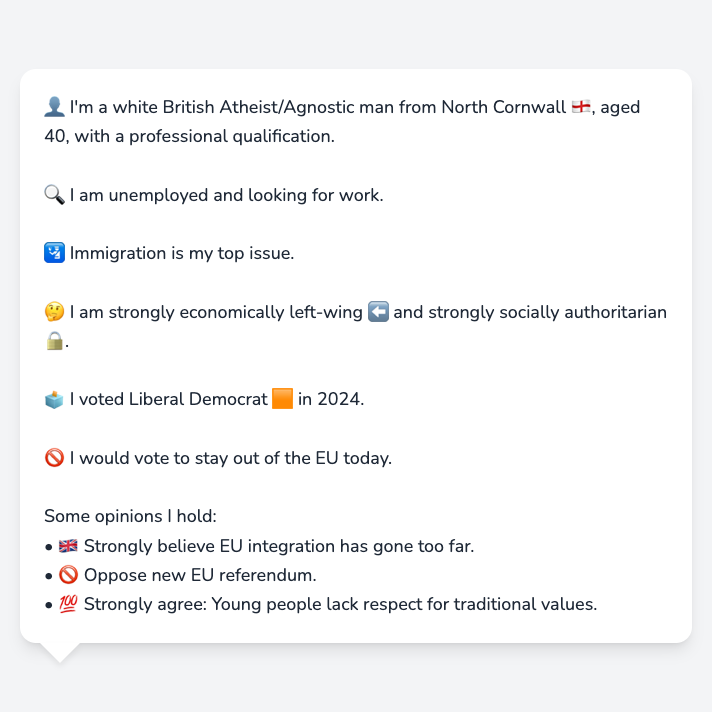 👤 I'm a white British Atheist/Agnostic man from North Cornwall 🏴󠁧󠁢󠁥󠁮󠁧󠁿, aged
40, with a professional qualification.
🔍 I am unemployed and looking for work.
🛂 Immigration is my top issue.
🤔 I am strongly economically left-wing ⬅️ and strongly socially authoritarian
🔒.
🗳️ I voted Liberal Democrat 🟧 in 2024.
🚫 I would vote to stay out of the EU today.
Some opinions I hold:
• 🇬🇧 Strongly believe EU integration has gone too far.
• 🚫 Oppose new EU referendum.
• 💯 Strongly agree: Young people lack respect for traditional values.